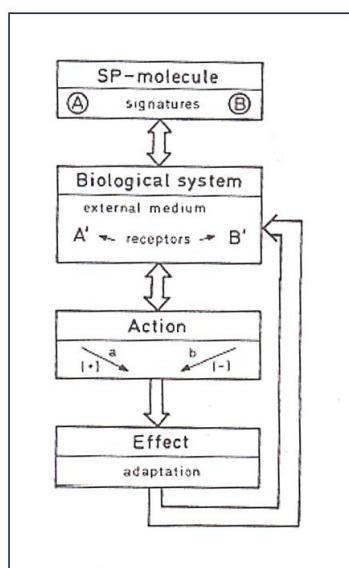 SP-molecule
A signatures B
Biological system
external medium
A' receptors B'
Action
a b
(+) (-)
Effect
adaptation